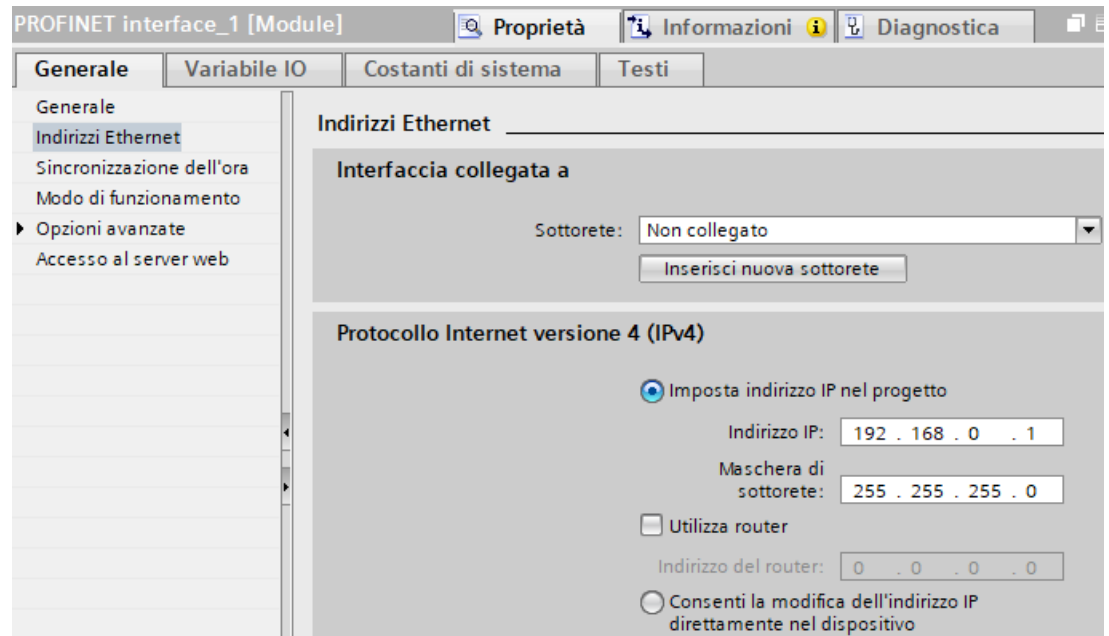 PROFINET interface_1 [Module]
Proprietà
Informazioni
Diagnostica
Generale
Variabile IO
Costanti di sistema
Testi
Generale
Indirizzi Ethernet
Sincronizzazione dell'ora
Modo di funzionamento
Opzioni avanzate
Accesso al server web
Indirizzi Ethernet
Interfaccia collegata a
Sottorete: Non collegato
Inserisci nuova sottorete
Protocollo Internet versione 4 (IPv4)
Imposta indirizzo IP nel progetto
Indirizzo IP: 192 . 168 . 0 . 1
Maschera di
sottorete: 255 . 255 . 255 . 0
Utilizza router
Indirizzo del router: 0 . 0 . 0 . 0
Consenti la modifica dell'indirizzo IP
direttamente nel dispositivo